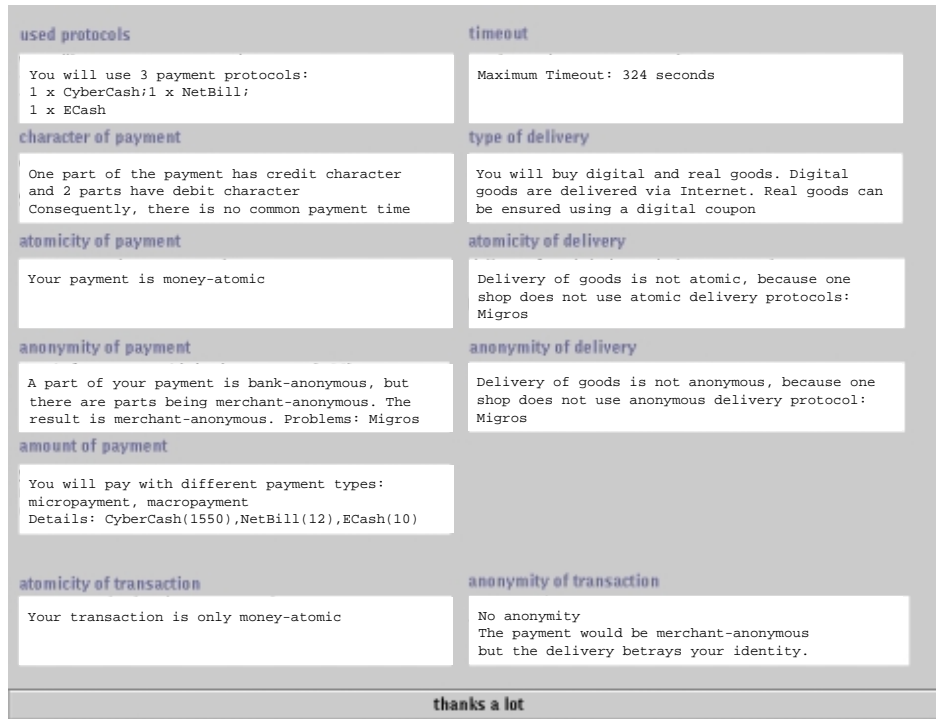 used protocols
You will use 3 payment protocols:
1 x CyberCash;1 x NetBill;
1 x ECash
timeout
Maximum Timeout: 324 seconds
character of payment
One part of the payment has credit character
and 2 parts have debit character
Consequently, there is no common payment time
type of delivery
You will buy digital and real goods. Digital
goods are delivered via Internet. Real goods can
be ensured using a digital coupon
atomicity of payment
Your payment is money-atomic
atomicity of delivery
Delivery of goods is not atomic, because one
shop does not use atomic delivery protocols:
Migros
anonymity of payment
A part of your payment is bank-anonymous, but
there are parts being merchant-anonymous. The
result is merchant-anonymous. Problems: Migros
anonymity of delivery
Delivery of goods is not anonymous, because one
shop does not use anonymous delivery protocol:
Migros
amount of payment
You will pay with different payment types:
micropayment, macropayment
Details: CyberCash(1550),NetBill(12),ECash(10)
atomicity of transaction
Your transaction is only money-atomic
anonymity of transaction
No anonymity
The payment would be merchant-anonymous
but the delivery betrays your identity.
thanks a lot